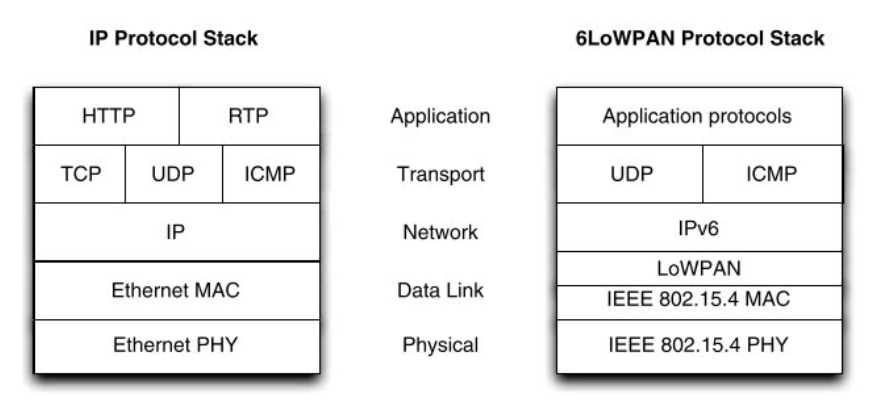 IP Protocol Stack
6LoWPAN Protocol Stack
HTTP RTP Application Application protocols
TCP UDP ICMP Transport UDP ICMP
IP Network IPv6
LoWPAN
Ethernet MAC Data Link
IEEE 802.15.4 MAC
Ethernet PHY Physical IEEE 802.15.4 PHY